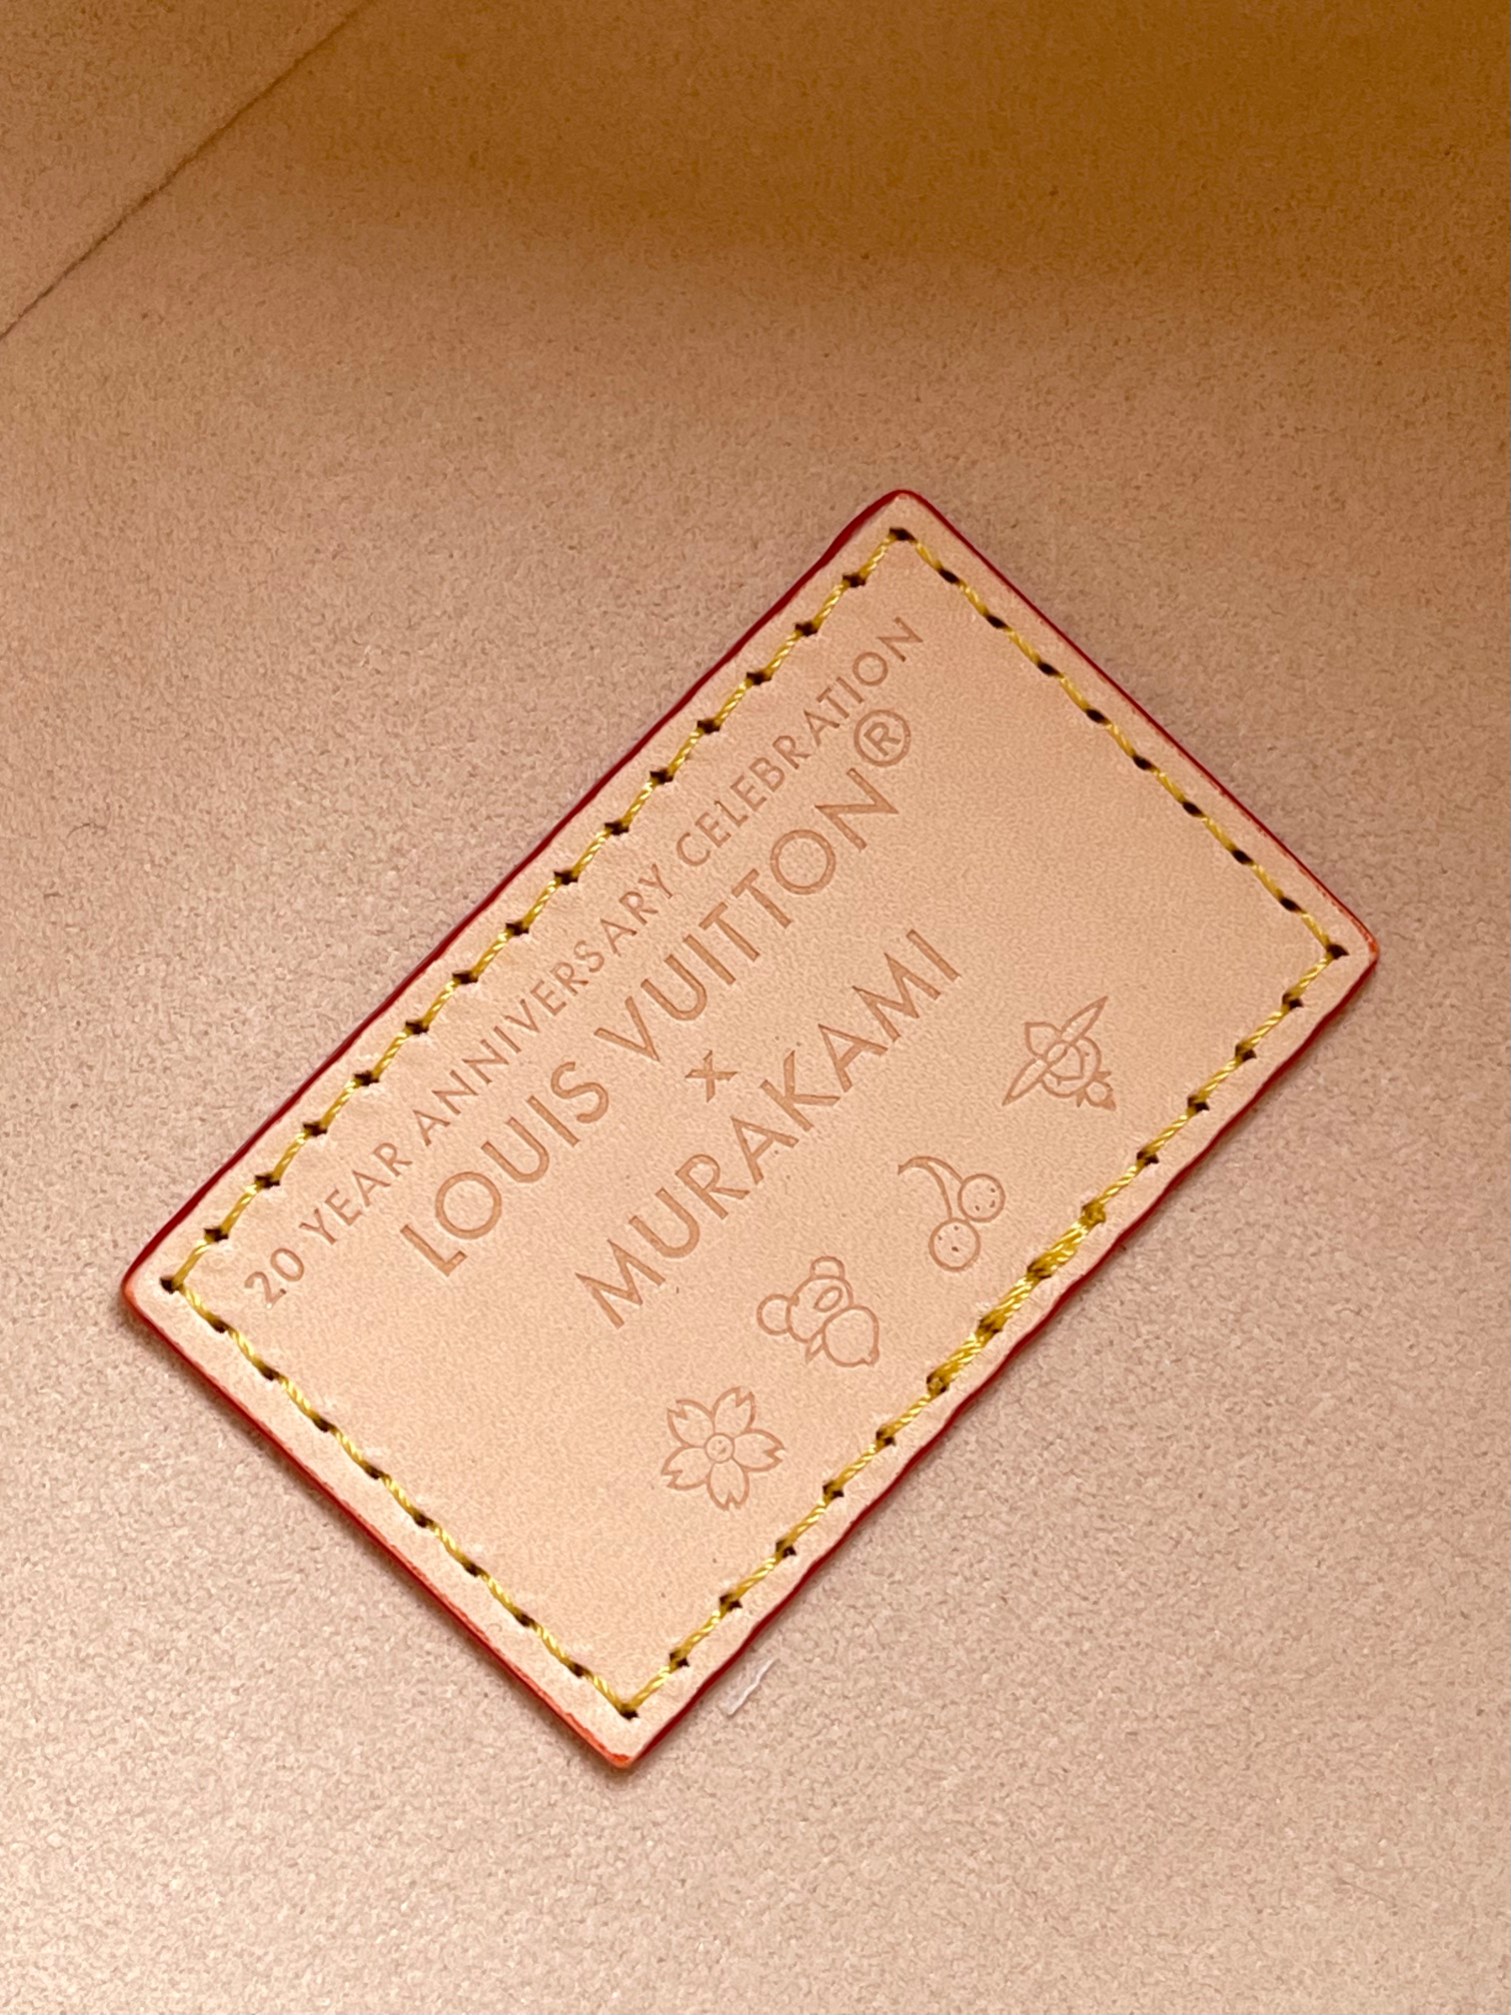 20 YEAR ANNIVERSARY CELEBRATION
LOUIS VUITTON®
x
MURAKAMI